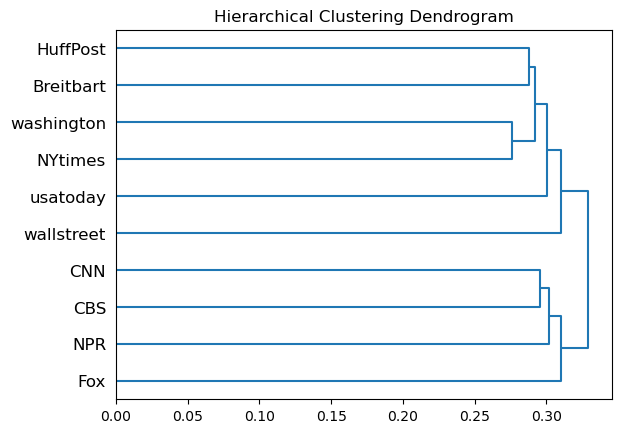 Hierarchical Clustering Dendrogram
HuffPost
Breitbart
washington
NYtimes
usatoday
wallstreet
CNN
CBS
NPR
Fox
0.00 0.05 0.10 0.15 0.20 0.25 0.30